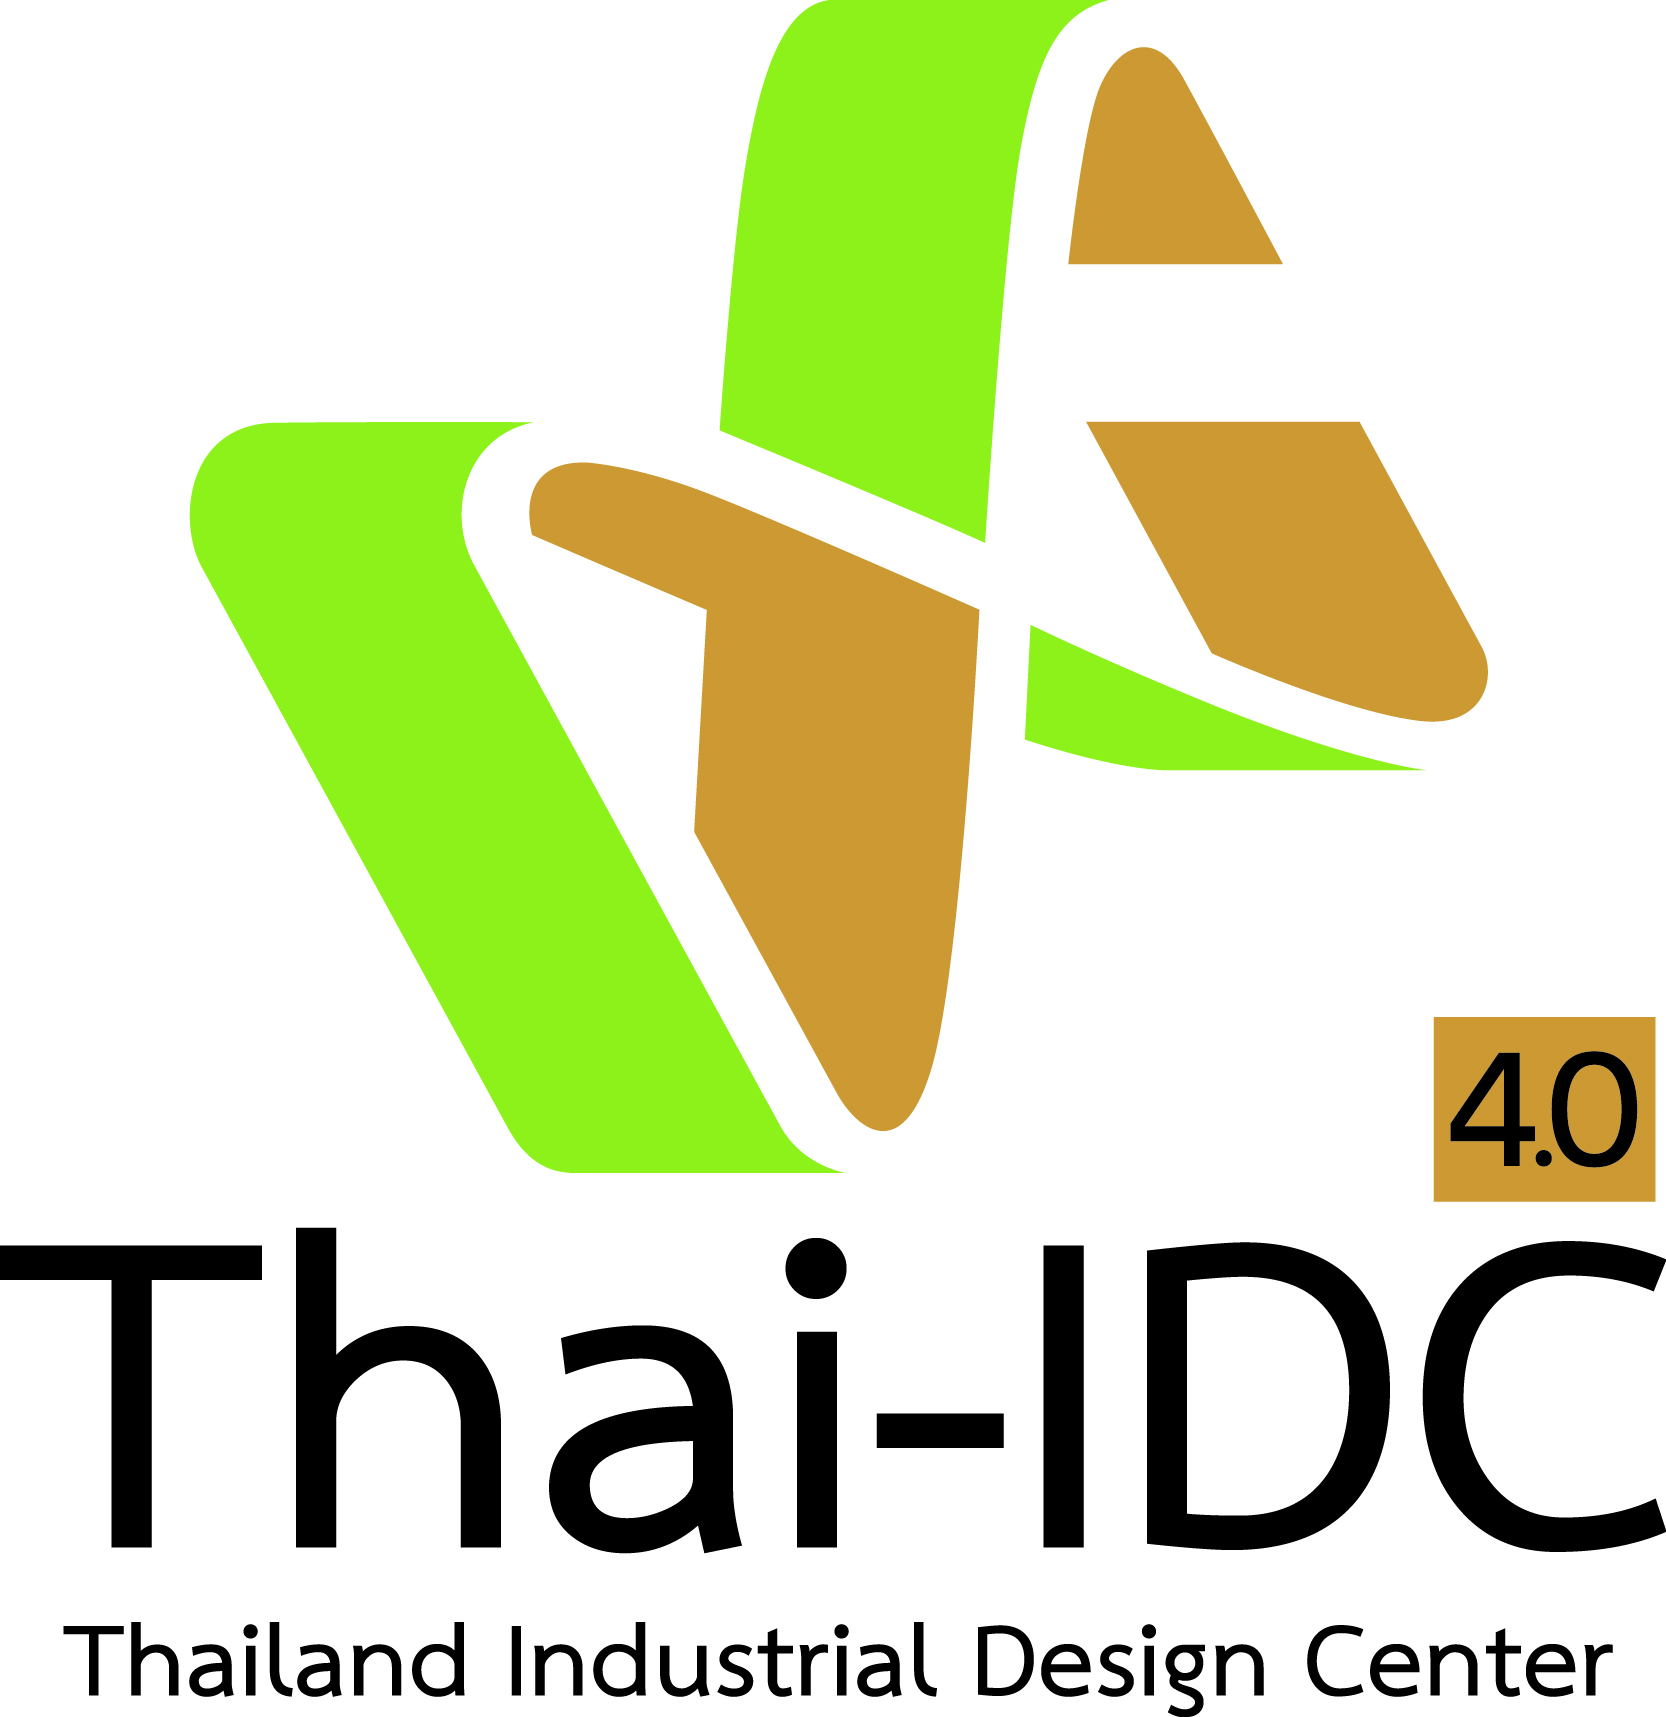 4.0
Thai-IDC
Thailand Industrial Design Center